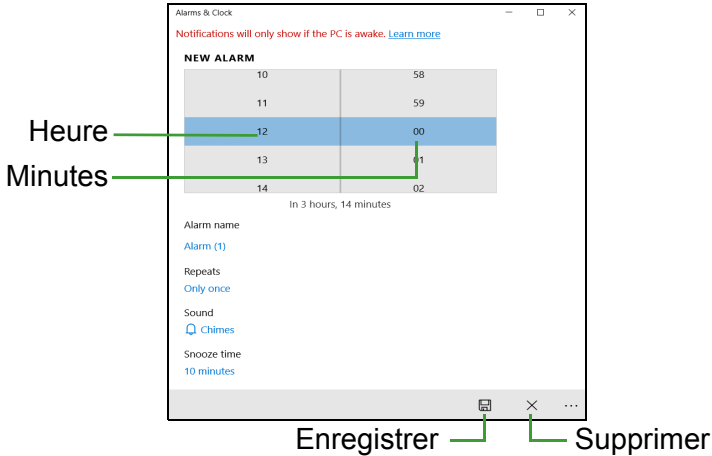 Alarms & Clock
Notifications will only show if the PC is awake. Learn more
NEW ALARM
10 58
11 59
Heure 12 00
Minutes 13 01
14 02
In 3 hours, 14 minutes
Alarm name
Alarm (1)
Repeats
Only once
Sound
Chimes
Snooze time
10 minutes
Enregistrer Supprimer